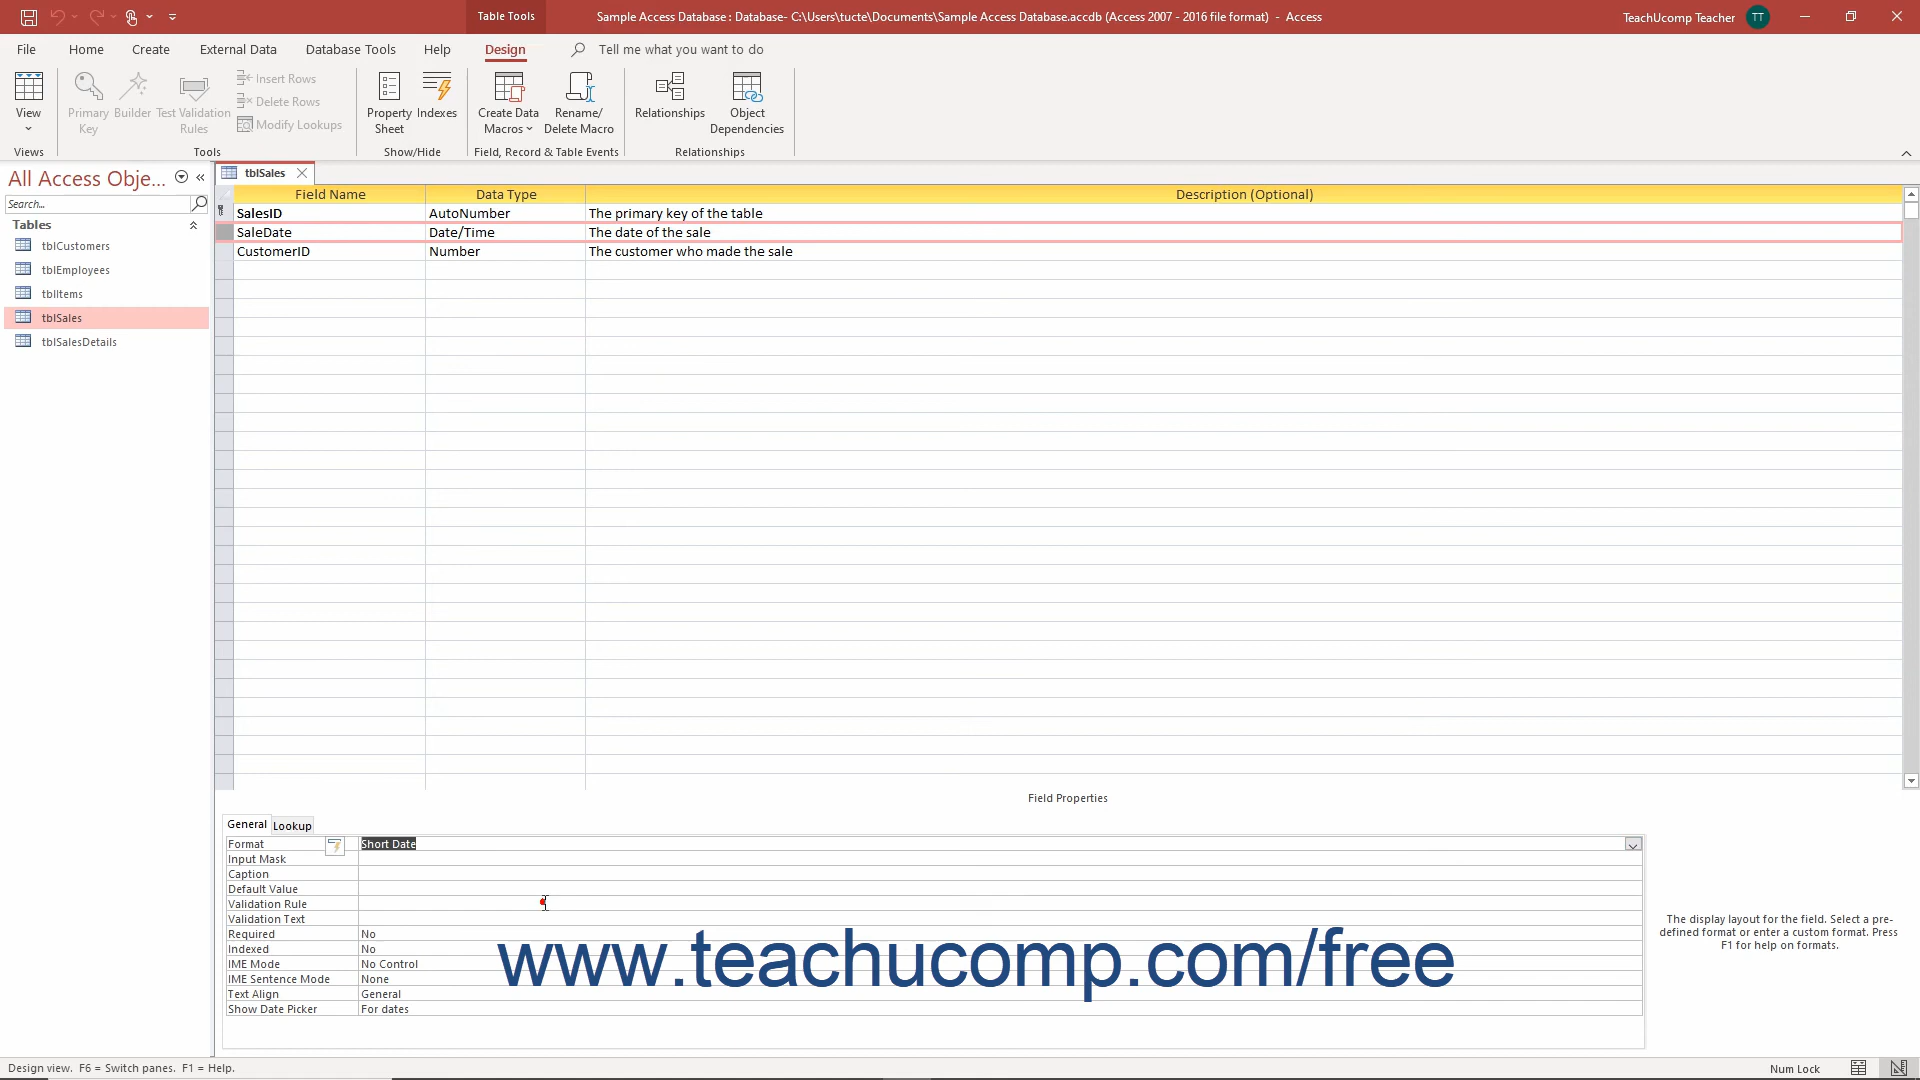 Table Tools
Sample Access Database : Database- C:\Users\tucte\Documents\Sample Access Database.accdb (Access 2007 - 2016 file format) - Access
TeachUcomp Teacher TT
File Home Create External Data Database Tools Help Design Tell me what you want to do
View
Views
Primary Key
Builder
Test Validation Rules
Insert Rows
Delete Rows
Modify Lookups
Tools
Property Sheet
Indexes
Show/Hide
Create Data Macros
Rename/ Delete Macro
Field, Record & Table Events
Relationships
Object Dependencies
Relationships
All Access Obje...
Search...
Tables
tblCustomers
tblEmployees
tblItems
tblSales
tblSalesDetails
tblSales
Field Name Data Type Description (Optional)
SalesID AutoNumber The primary key of the table
SaleDate Date/Time The date of the sale
CustomerID Number The customer who made the sale
Field Properties
General Lookup
Format Short Date
Input Mask
Caption
Default Value
Validation Rule
Validation Text
Required No
Indexed No
IME Mode No Control
IME Sentence Mode None
Text Align General
Show Date Picker For dates
The display layout for the field. Select a pre-
defined format or enter a custom format. Press
F1 for help on formats.
www.teachucomp.com/free
Design view. F6 = Switch panes. F1 = Help.
Num Lock